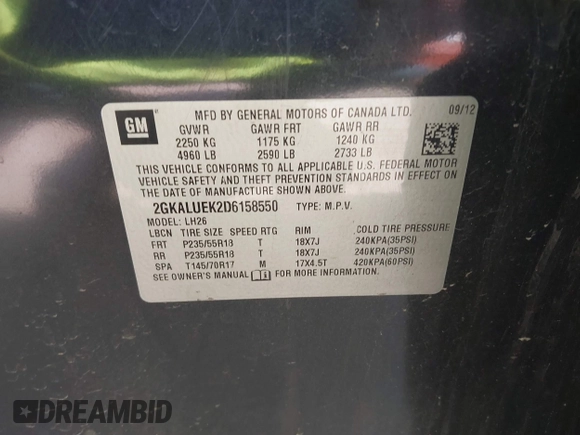 GM
MFD BY GENERAL MOTORS OF CANADA LTD. 09/12
GVWR GAWR FRT GAWR RR
2250 KG 1175 KG 1240 KG
4960 LB 2590 LB 2733 LB
THIS VEHICLE CONFORMS TO ALL APPLICABLE U.S. FEDERAL MOTOR
VEHICLE SAFETY AND THEFT PREVENTION STANDARDS IN EFFECT ON
THE DATE OF MANUFACTURE SHOWN ABOVE.
2GKALUEK2D6158550 TYPE: M.P.V.
MODEL: LH26
LBCN TIRE SIZE SPEED RTG RIM COLD TIRE PRESSURE
FRT P235/55R18 T 18X7J 240KPA(35PSI)
RR P235/55R18 T 18X7J 240KPA(35PSI)
SPA T145/70R17 M 17X4.5T 420KPA(60PSI)
SEE OWNER'S MANUAL FOR MORE INFORMATION.
DREAMBID